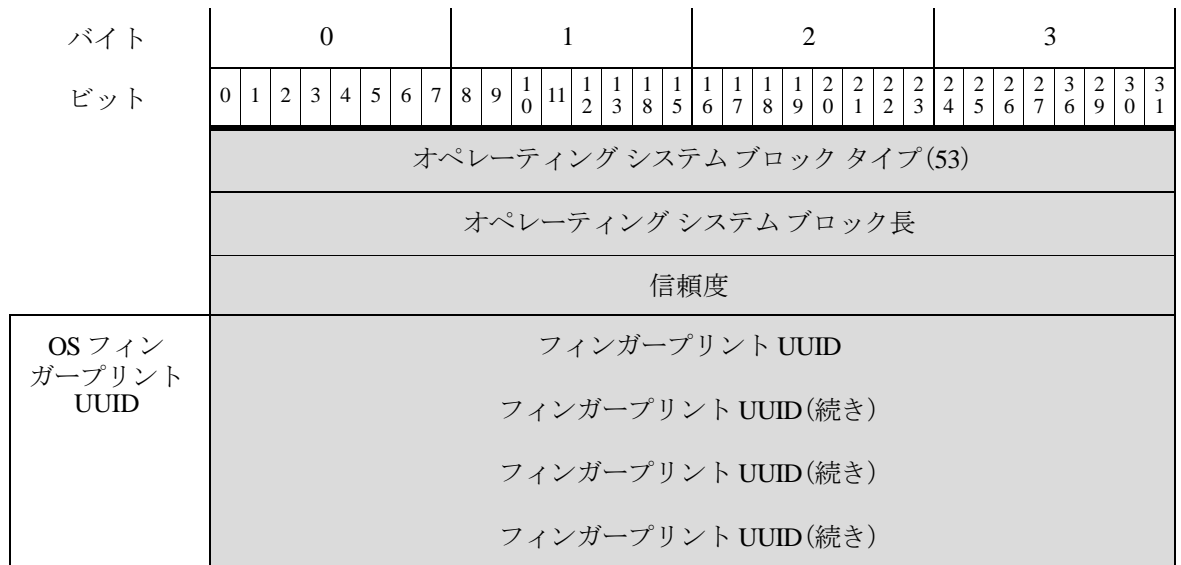 バイト 0 1 2 3
ビット 0 1 2 3 4 5 6 7 8 9 10 11 12 13 18 15 16 17 18 19 20 21 22 23 24 25 26 27 36 29 30 31
オペレーティング システム ブロック タイプ(53)
オペレーティング システム ブロック長
信頼度
OS フィン
ガープリント
UUID
フィンガープリント UUID
フィンガープリント UUID(続き)
フィンガープリント UUID(続き)
フィンガープリント UUID(続き)